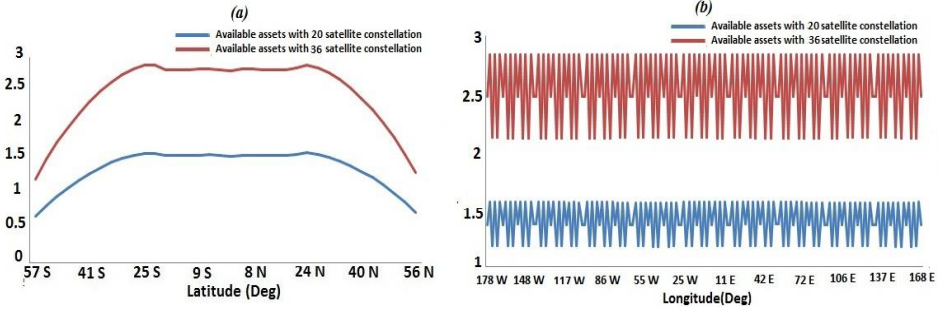 (a)
Available assets with 20 satellite constellation
Available assets with 36 satellite constellation
3
2.5
2
1.5
1
0.5
0
57 S 41 S 25 S 9 S 8 N 24 N 40 N 56 N
Latitude (Deg)
(b)
Available assets with 20 satellite constellation
Available assets with 36 satellite constellation
3
2.5
2
1.5
1
178 W 148 W 117 W 86 W 55 W 25 W 11 E 42 E 72 E 106 E 137 E 168 E
Longitude(Deg)